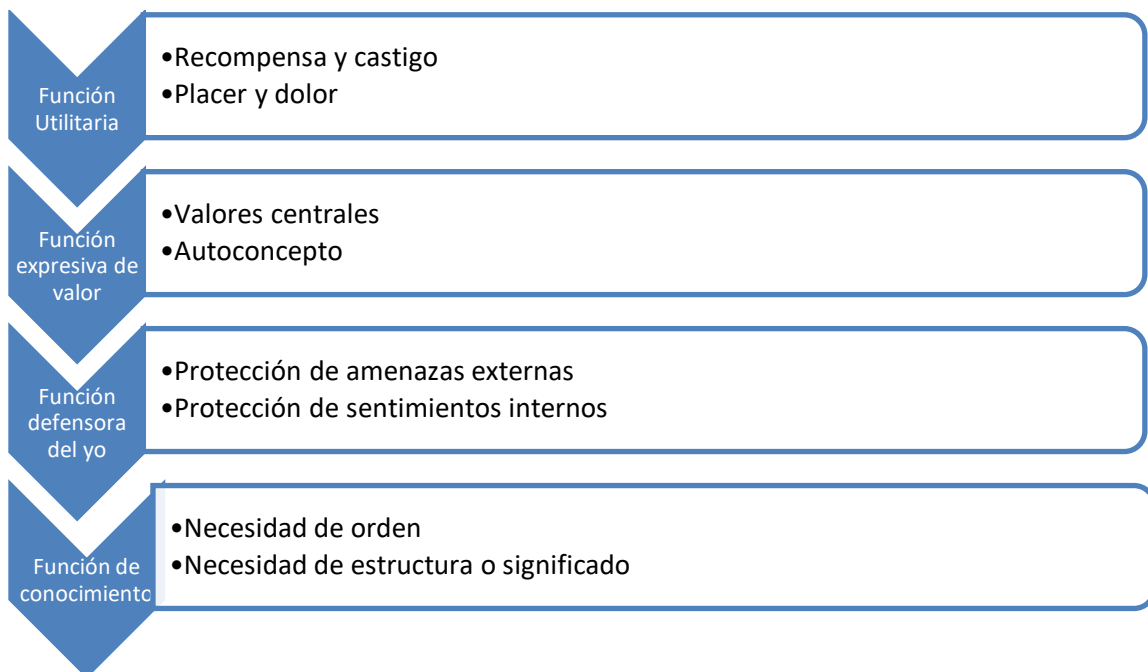 Función
Utilitaria
•Recompensa y castigo
•Placer y dolor
Función
expresiva de
valor
•Valores centrales
•Autoconcepto
Función
defensora
del yo
•Protección de amenazas externas
•Protección de sentimientos internos
Función de
conocimiento
•Necesidad de orden
•Necesidad de estructura o significado